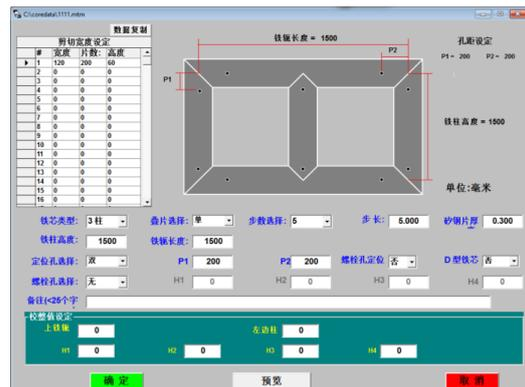 C:\coredata\1111.mtm
数据复制
剪切宽度设定
# 宽度 片数: 高度
1 120 200 60
2 0 0 0
3 0 0 0
4 0 0 0
5 0 0 0
6 0 0 0
7 0 0 0
8 0 0 0
9 0 0 0
10 0 0 0
11 0 0 0
12 0 0 0
13 0 0 0
14 0 0 0
15 0 0 0
16 0 0 0
铁轭长度 = 1500
P2
P1
孔距设定
P1= 200 P2= 200
铁柱高度 = 1500
单位:毫米
铁芯类型: 3 柱 叠片选择: 单 步数选择: 5 步 长: 5.000 矽钢片厚 0.300
铁柱高度: 1500 铁轭长度: 1500
定位孔选择: 双 P1 200 P2 200 螺栓孔定位 否 D 型铁芯 否
螺栓孔选择: 无 H1 0 H2 0 H3 0 H4 0
备注(<25个字
校整值设定
上铁轭 0 左边柱 0
H1 0 H2 0 H3 0 H4 0
确 定 预览 取 消